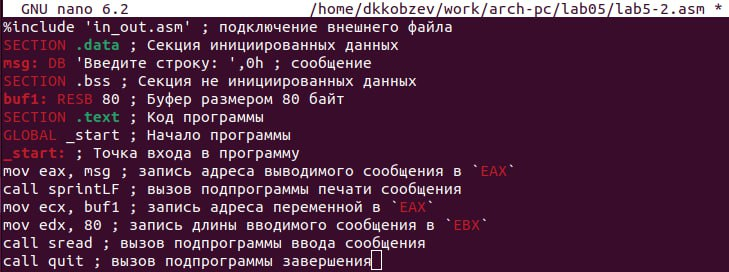 GNU nano 6.2 /home/dkkobzev/work/arch-pc/lab05/lab5-2.asm *
%include 'in_out.asm' ; подключение внешнего файла
SECTION .data ; Секция инициированных данных
msg: DB 'Введите строку: ',0h ; сообщение
SECTION .bss ; Секция не инициированных данных
buf1: RESB 80 ; Буфер размером 80 байт
SECTION .text ; Код программы
GLOBAL _start ; Начало программы
_start: ; Точка входа в программу
mov eax, msg ; запись адреса выводимого сообщения в `EAX`
call sprintLF ; вызов подпрограммы печати сообщения
mov ecx, buf1 ; запись адреса переменной в `EAX`
mov edx, 80 ; запись длины вводимого сообщения в `EBX`
call sread ; вызов подпрограммы ввода сообщения
call quit ; вызов подпрограммы завершения